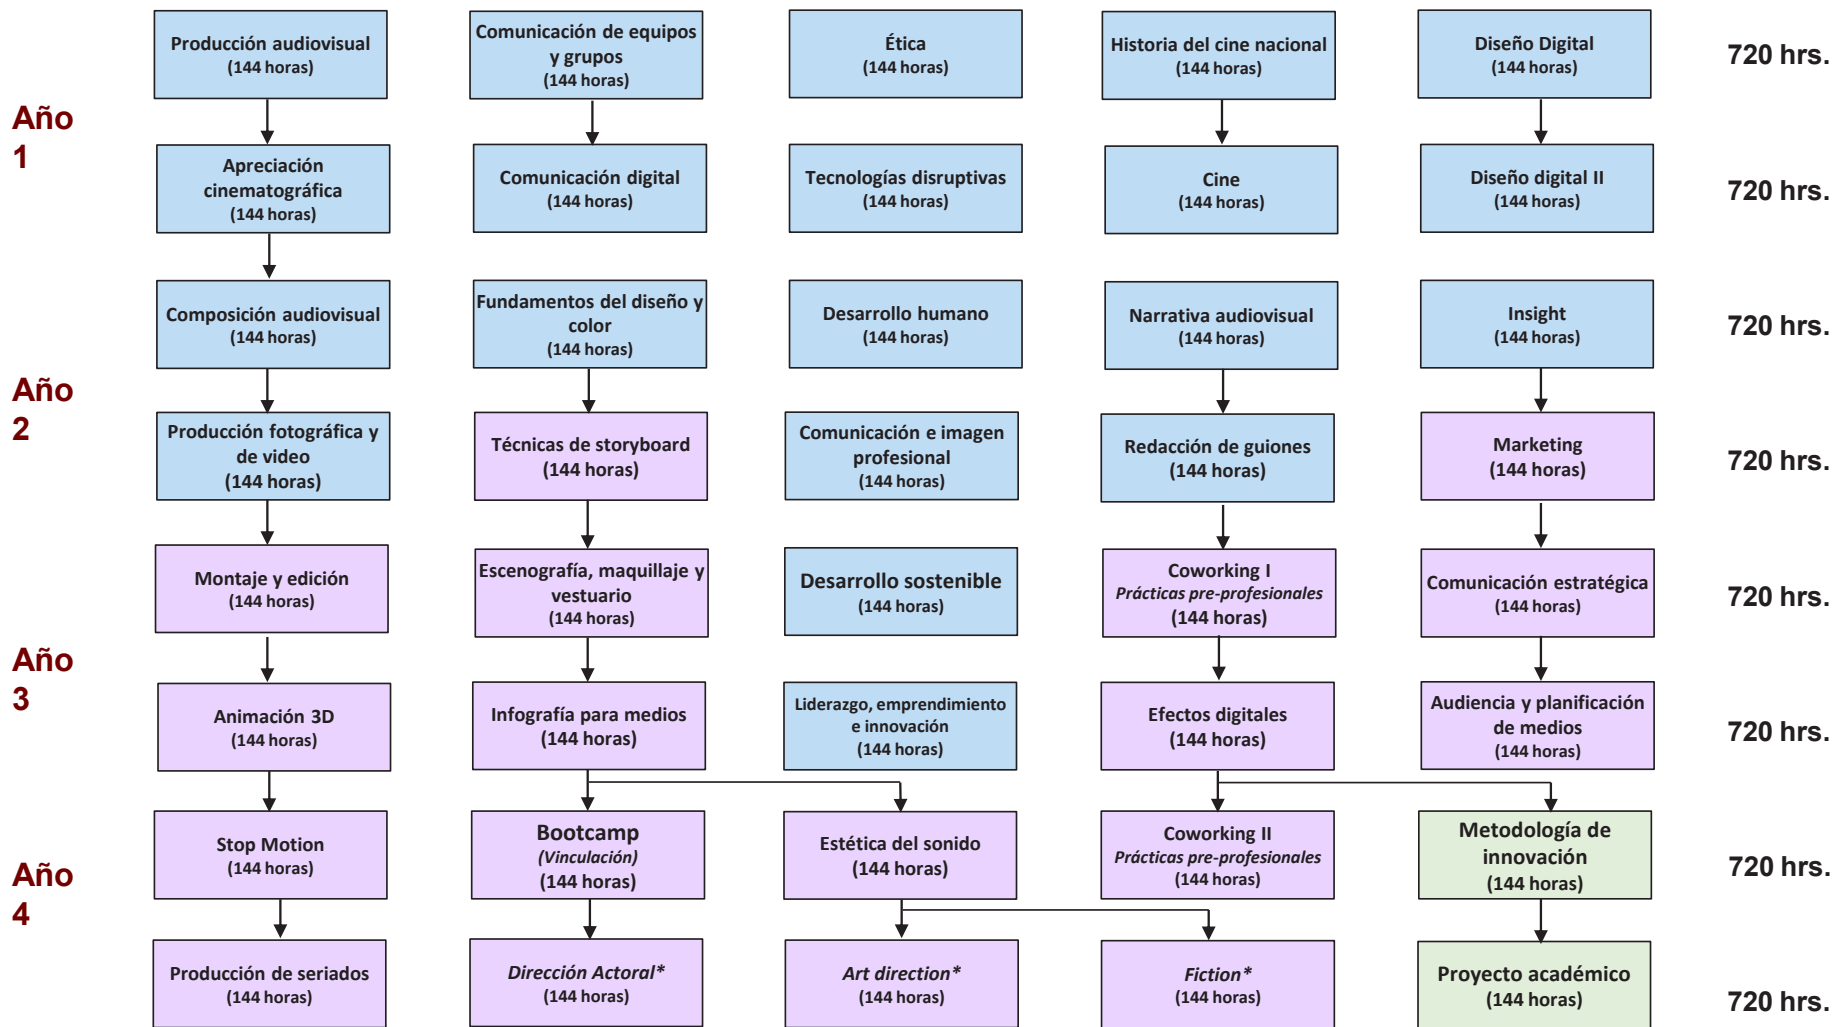 Producción audiovisual
(144 horas)
Comunicación de equipos
y grupos
(144 horas)
Ética
(144 horas)
Historia del cine nacional
(144 horas)
Diseño Digital
(144 horas)
720 hrs.
Año
1
Apreciación
cinematográfica
(144 horas)
Comunicación digital
(144 horas)
Tecnologías disruptivas
(144 horas)
Cine
(144 horas)
Diseño digital II
(144 horas)
720 hrs.
Composición audiovisual
(144 horas)
Fundamentos del diseño y
color
(144 horas)
Desarrollo humano
(144 horas)
Narrativa audiovisual
(144 horas)
Insight
(144 horas)
720 hrs.
Año
2
Producción fotográfica y
de video
(144 horas)
Técnicas de storyboard
(144 horas)
Comunicación e imagen
profesional
(144 horas)
Redacción de guiones
(144 horas)
Marketing
(144 horas)
720 hrs.
Montaje y edición
(144 horas)
Escenografía, maquillaje y
vestuario
(144 horas)
Desarrollo sostenible
(144 horas)
Coworking I
Prácticas pre-profesionales
(144 horas)
Comunicación estratégica
(144 horas)
720 hrs.
Año
3
Animación 3D
(144 horas)
Infografía para medios
(144 horas)
Liderazgo, emprendimiento
e innovación
(144 horas)
Efectos digitales
(144 horas)
Audiencia y planificación
de medios
(144 horas)
720 hrs.
Stop Motion
(144 horas)
Bootcamp
(Vinculación)
(144 horas)
Estética del sonido
(144 horas)
Coworking II
Prácticas pre-profesionales
(144 horas)
Metodología de
innovación
(144 horas)
720 hrs.
Año
4
Producción de seriados
(144 horas)
Dirección Actoral*
(144 horas)
Art direction*
(144 horas)
Fiction*
(144 horas)
Proyecto académico
(144 horas)
720 hrs.